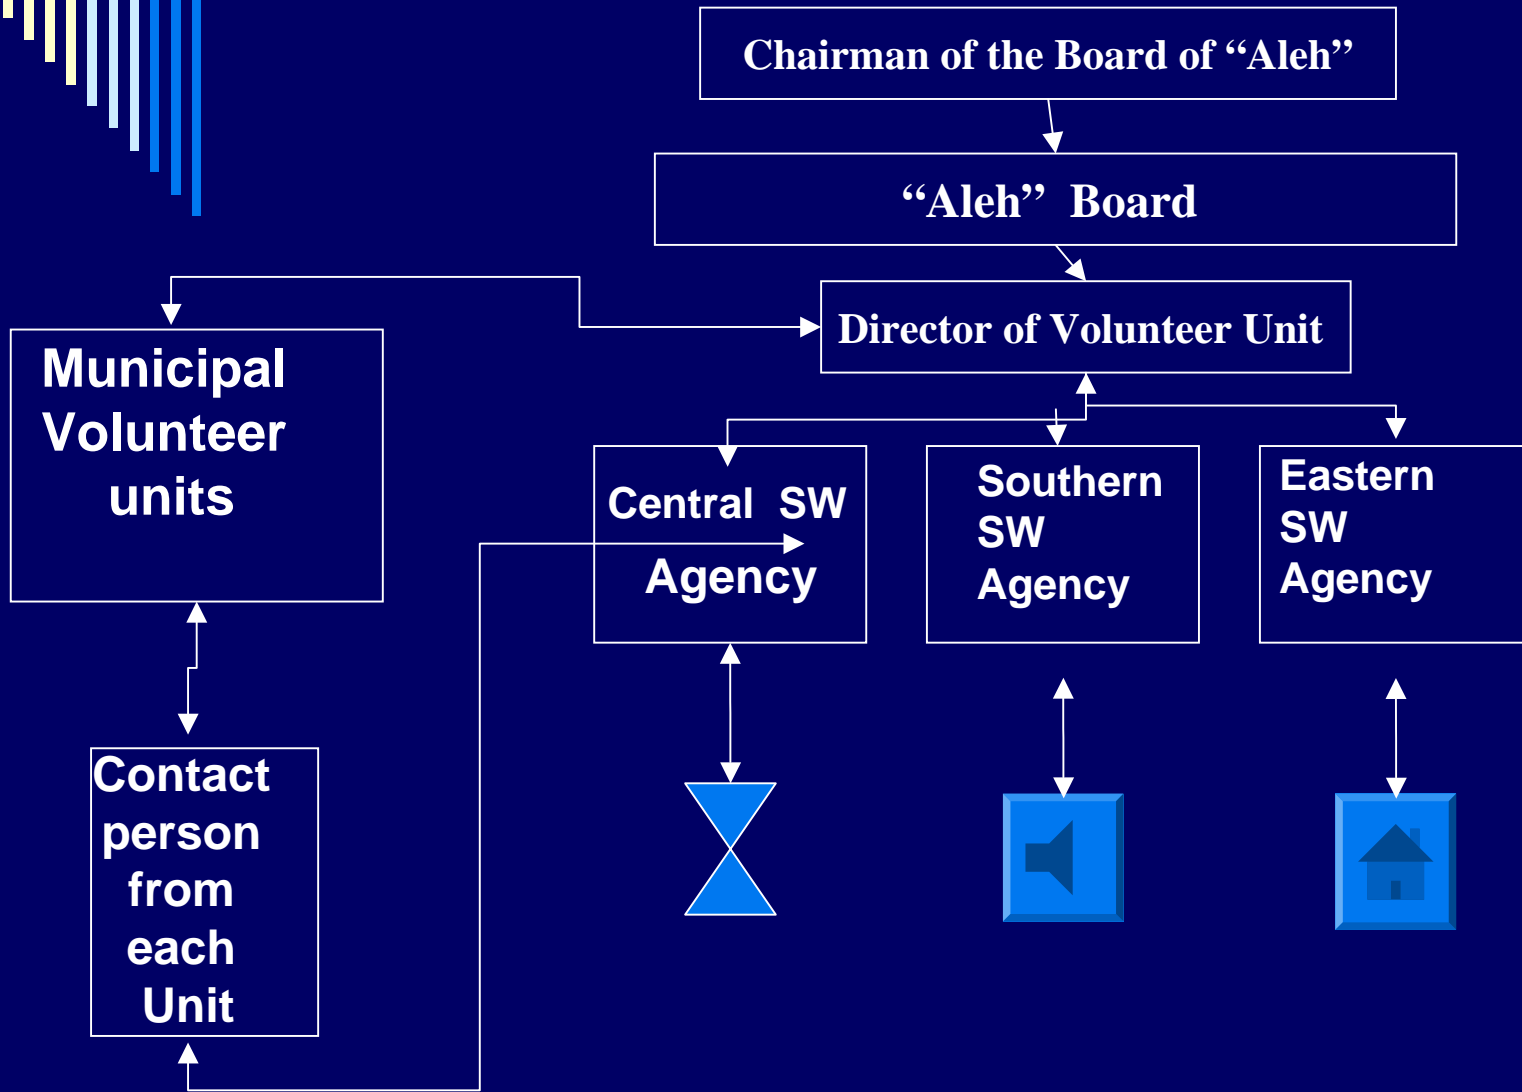 Chairman of the Board of “Aleh”
“Aleh” Board
Director of Volunteer Unit
Municipal
Volunteer
units
Central SW
Agency
Southern
SW
Agency
Eastern
SW
Agency
Contact
person
from
each
Unit